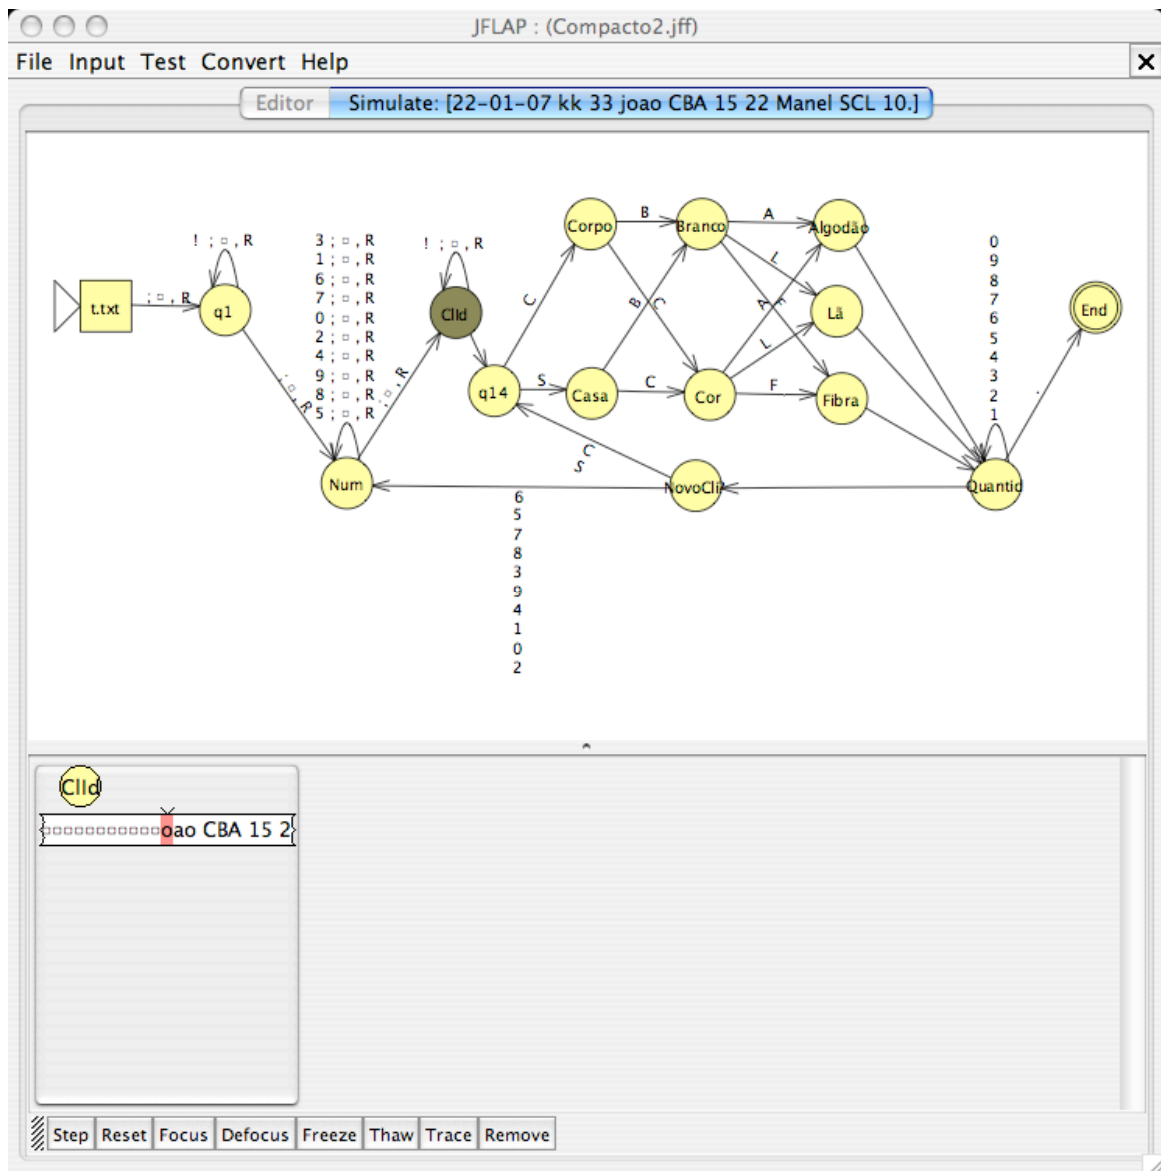 JFLAP : (Compacto2.jff)
File Input Test Convert Help
Editor Simulate: [22-01-07 kk 33 joao CBA 15 22 Manel SCL 10.]
t.txt
; □ , R
! ; □ , R
q1
; □ , R
3 ; □ , R
1 ; □ , R
6 ; □ , R
7 ; □ , R
0 ; □ , R
2 ; □ , R
4 ; □ , R
9 ; □ , R
8 ; □ , R
5 ; □ , R
Num
; □ , R
! ; □ , R
ClId
q14
C
S
Corpo
Casa
B
C
B
C
Branco
Cor
A
L
F
A
L
F
Algodão
Lã
Fibra
C
S
NovoCli?
6
5
7
8
3
9
4
1
0
2
0
9
8
7
6
5
4
3
2
1
Quantid
.
End
ClId
□□□□□□□□□□□oao CBA 15 2
Step Reset Focus Defocus Freeze Thaw Trace Remove